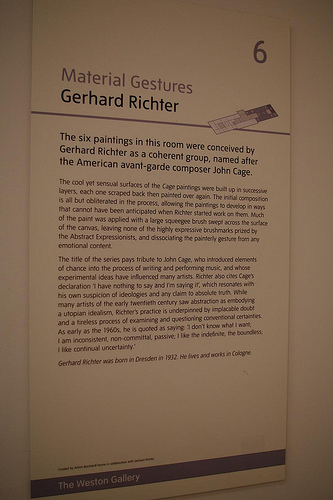 6
Material Gestures
Gerhard Richter
The six paintings in this room were conceived by
Gerhard Richter as a coherent group, named after
the American avant-garde composer John Cage.
The cool yet sensual surfaces of the Cage paintings were built up in successive
layers, each one scraped back then painted over again. The initial composition
is all but obliterated in the process, allowing the paintings to develop in ways
that cannot have been anticipated when Richter started work on them. Much
of the paint was applied with a large squeegee brush swept across the surface
of the canvas, leaving none of the highly expressive brushmarks prized by
the Abstract Expressionists, and dissociating the painterly gesture from any
emotional content.
The title of the series pays tribute to John Cage, who introduced elements
of chance into the process of writing and performing music, and whose
experimental ideas have influenced many artists. Richter also cites Cage's
declaration 'I have nothing to say and I'm saying it', which resonates with
his own suspicion of ideologies and any claim to absolute truth. While
many artists of the early twentieth century saw abstraction as embodying
a utopian idealism, Richter's practice is underpinned by implacable doubt
and a tireless process of examining and questioning conventional certainties.
As early as the 1960s, he is quoted as saying: 'I don't know what I want,
I am inconsistent, non-committal, passive; I like the indefinite, the boundless;
I like continual uncertainty.'
Gerhard Richter was born in Dresden in 1932. He lives and works in Cologne.
The Weston Gallery